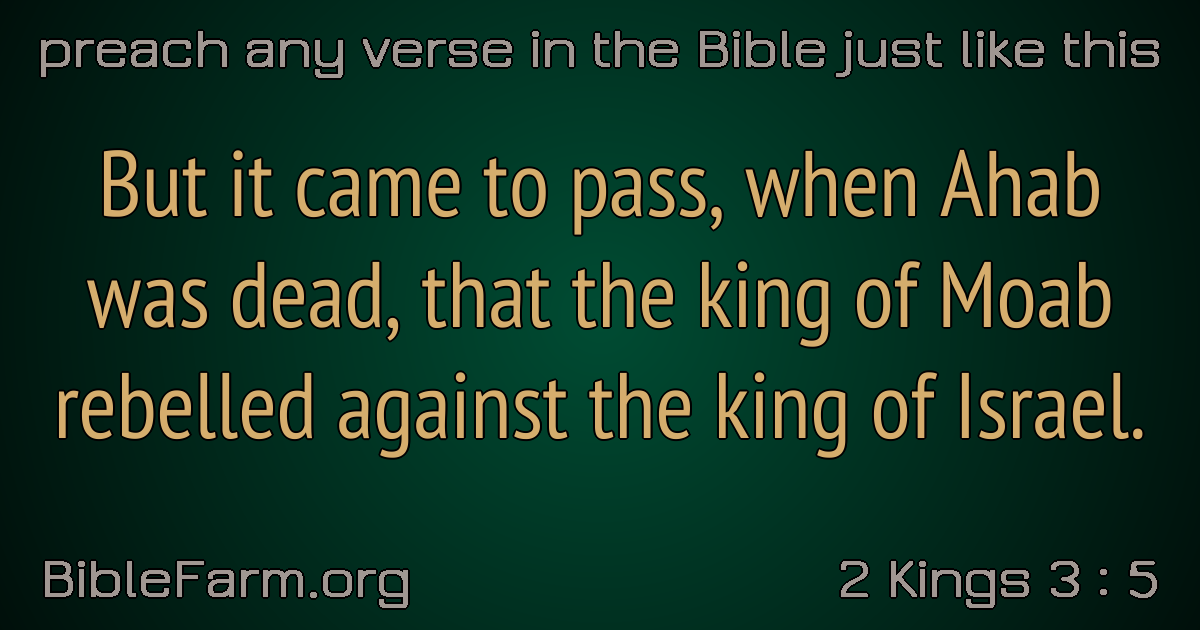 preach any verse in the Bible just like this
But it came to pass, when Ahab
was dead, that the king of Moab
rebelled against the king of Israel.
BibleFarm.org
2 Kings 3 : 5